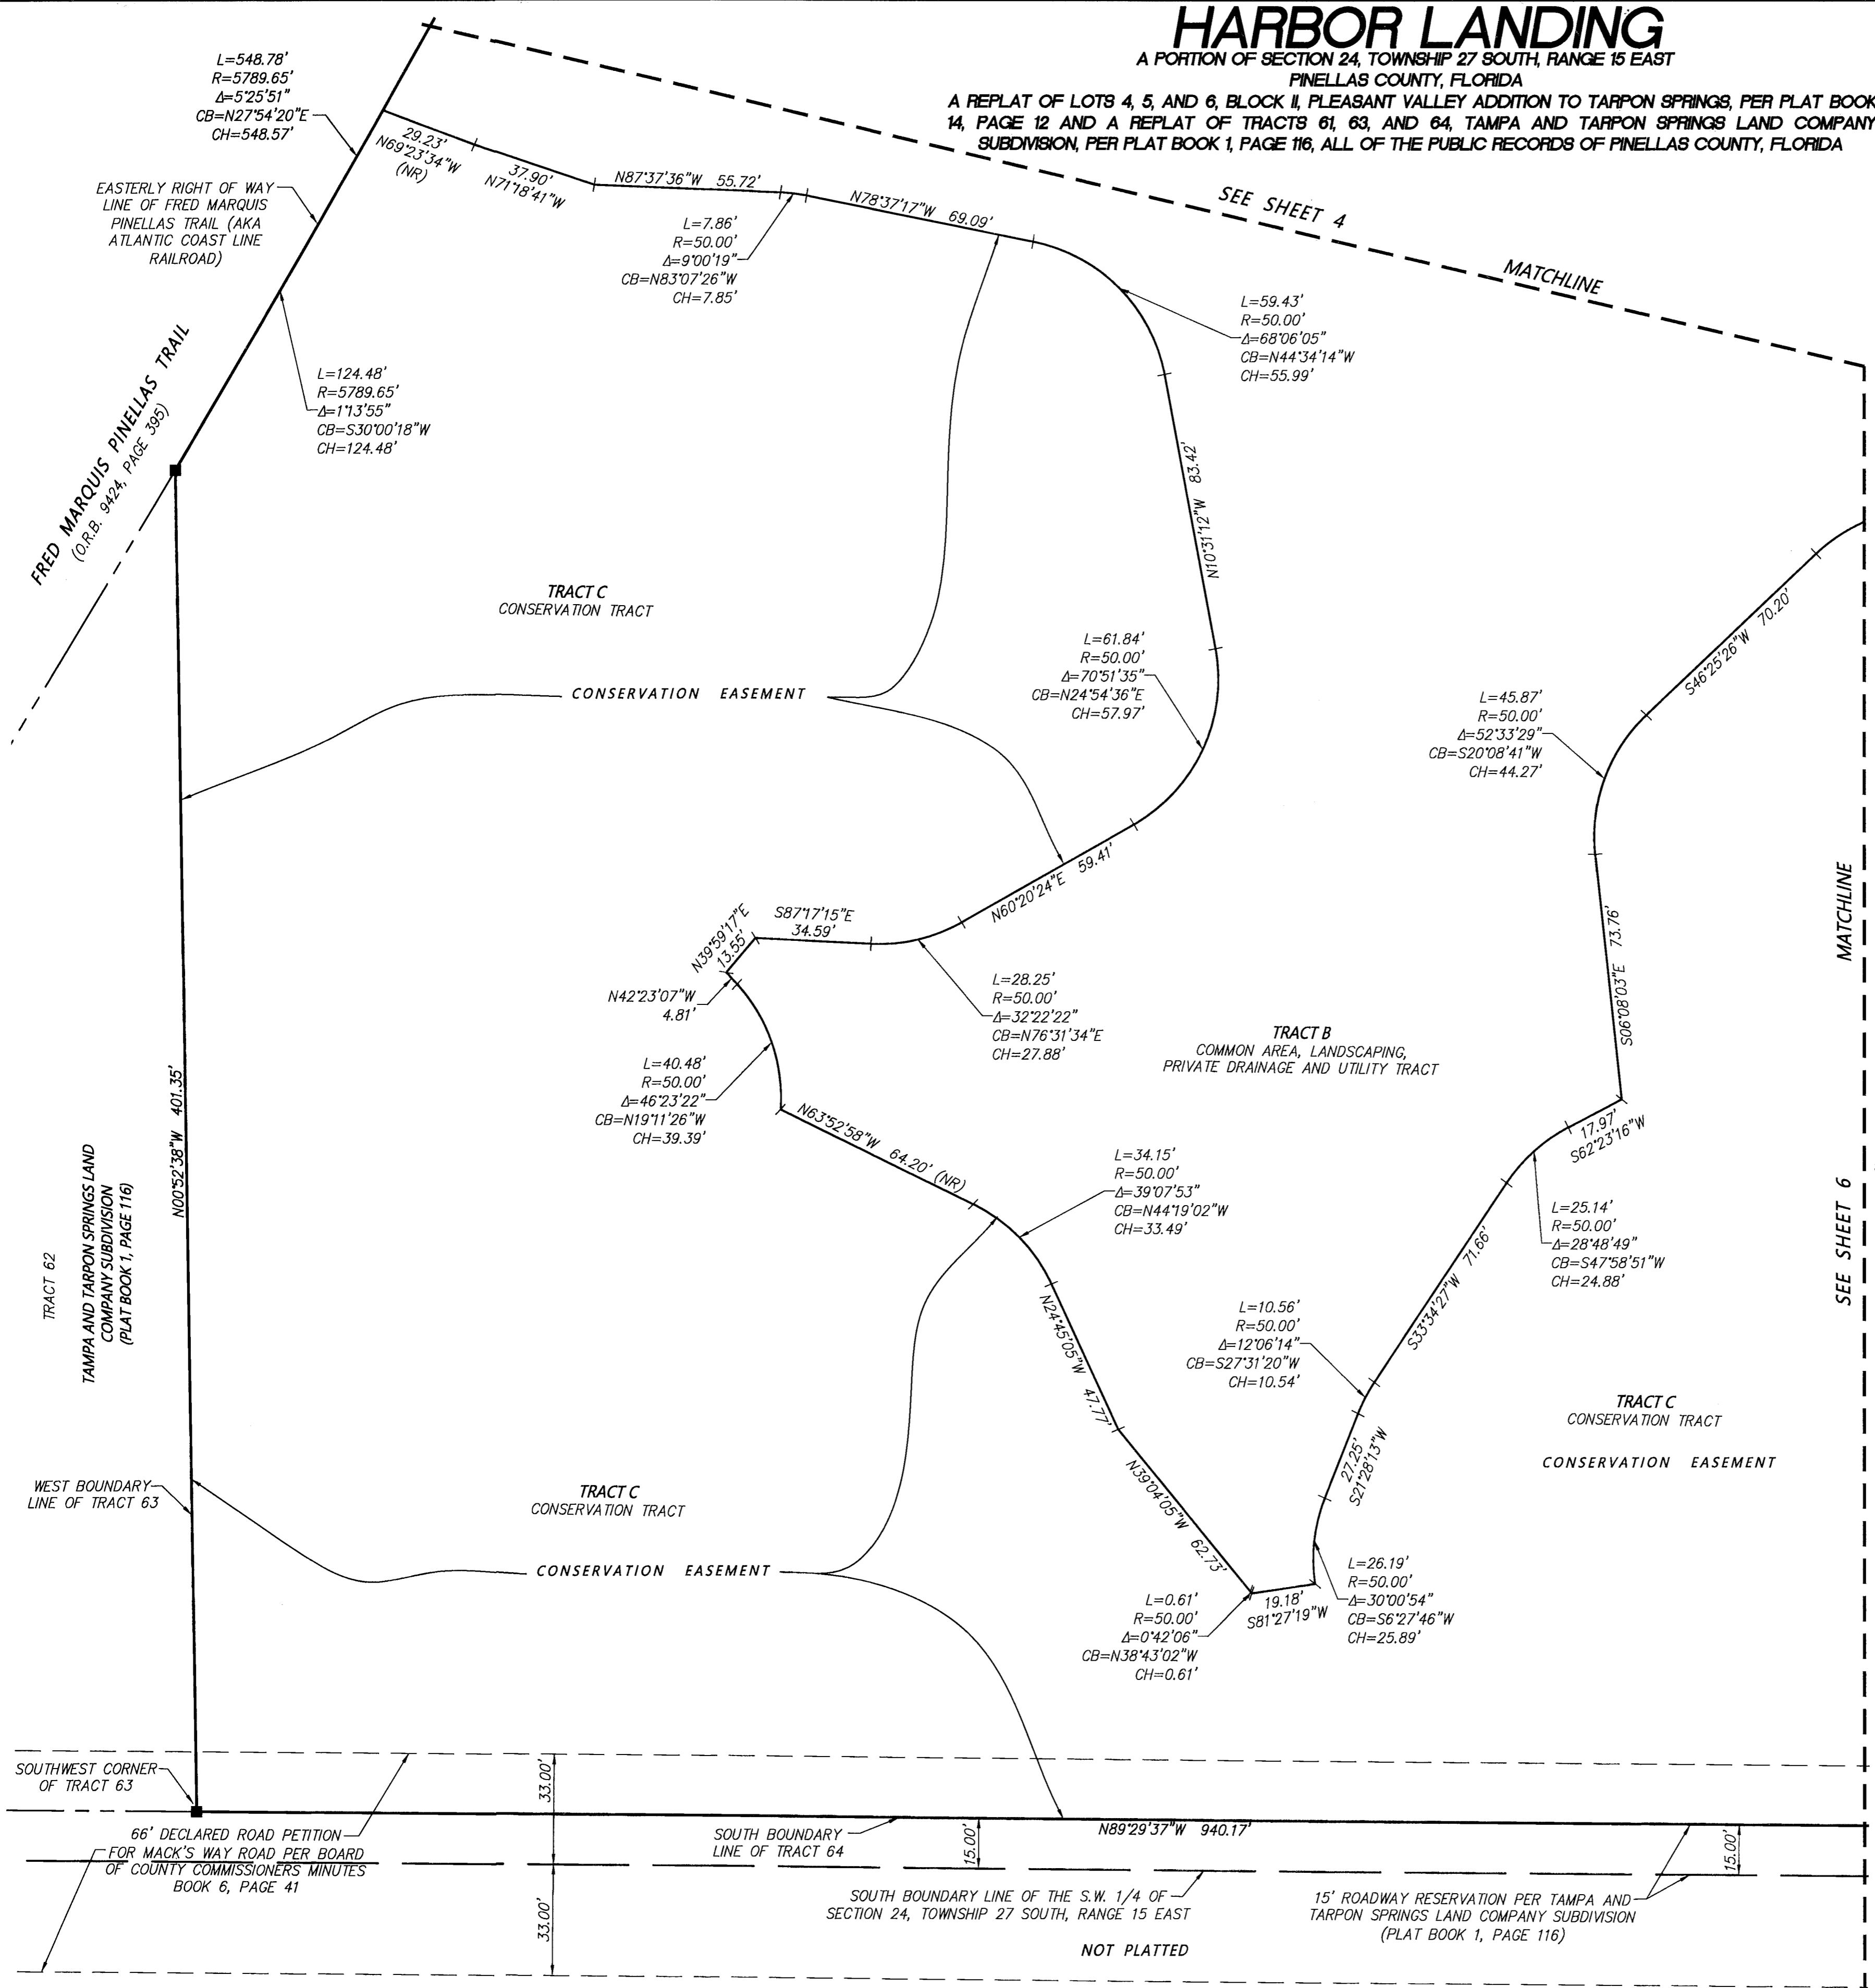 HARBOR LANDING
A PORTION OF SECTION 24, TOWNSHIP 27 SOUTH, RANGE 15 EAST
PINELLAS COUNTY, FLORIDA
A REPLAT OF LOTS 4, 5, AND 6, BLOCK II, PLEASANT VALLEY ADDITION TO TARPON SPRINGS, PER PLAT BOOK
14, PAGE 12 AND A REPLAT OF TRACTS 61, 63, AND 64, TAMPA AND TARPON SPRINGS LAND COMPANY
SUBDIVISION, PER PLAT BOOK 1, PAGE 116, ALL OF THE PUBLIC RECORDS OF PINELLAS COUNTY, FLORIDA
L=548.78'
R=5789.65'
Δ=5°25'51"
CB=N27°54'20"E
CH=548.57'
EASTERLY RIGHT OF WAY
LINE OF FRED MARQUIS
PINELLAS TRAIL (AKA
ATLANTIC COAST LINE
RAILROAD)
29.23'
N69°23'34"W
(NR)
37.90'
N71°18'41"W
N87°37'36"W 55.72'
L=7.86'
R=50.00'
Δ=9°00'19"
CB=N83°07'26"W
CH=7.85'
N78°37'17"W 69.09'
SEE SHEET 4
MATCHLINE
L=59.43'
R=50.00'
Δ=68°06'05"
CB=N44°34'14"W
CH=55.99'
L=124.48'
R=5789.65'
Δ=1°13'55"
CB=S30°00'18"W
CH=124.48'
FRED MARQUIS PINELLAS TRAIL
(O.R.B. 9424, PAGE 395)
N10°31'12"W 83.42'
TRACT C
CONSERVATION TRACT
CONSERVATION EASEMENT
L=61.84'
R=50.00'
Δ=70°51'35"
CB=N24°54'36"E
CH=57.97'
S46°25'26"W 70.20'
L=45.87'
R=50.00'
Δ=52°33'29"
CB=S20°08'41"W
CH=44.27'
MATCHLINE
N60°20'24"E 59.41'
S87°17'15"E
34.59'
N39°59'17"E
13.55'
N42°23'07"W
4.81'
S06°08'03"E 73.76'
L=28.25'
R=50.00'
Δ=32°22'22"
CB=N76°31'34"E
CH=27.88'
TRACT B
COMMON AREA, LANDSCAPING,
PRIVATE DRAINAGE AND UTILITY TRACT
L=40.48'
R=50.00'
Δ=46°23'22"
CB=N19°11'26"W
CH=39.39'
N63°52'58"W 64.20' (NR)
17.97'
S62°23'16"W
L=34.15'
R=50.00'
Δ=39°07'53"
CB=N44°19'02"W
CH=33.49'
L=25.14'
R=50.00'
Δ=28°48'49"
CB=S47°58'51"W
CH=24.88'
SEE SHEET 6
N00°52'38"W 401.35'
TRACT 62
TAMPA AND TARPON SPRINGS LAND
COMPANY SUBDIVISION
(PLAT BOOK 1, PAGE 116)
N24°45'05"W 47.77'
S33°34'27"W 71.66'
L=10.56'
R=50.00'
Δ=12°06'14"
CB=S27°31'20"W
CH=10.54'
27.25'
S21°28'13"W
TRACT C
CONSERVATION TRACT
CONSERVATION EASEMENT
WEST BOUNDARY
LINE OF TRACT 63
TRACT C
CONSERVATION TRACT
CONSERVATION EASEMENT
N39°04'05"W 62.73'
L=0.61'
R=50.00'
Δ=0°42'06"
CB=N38°43'02"W
CH=0.61'
19.18'
S81°27'19"W
L=26.19'
R=50.00'
Δ=30°00'54"
CB=S6°27'46"W
CH=25.89'
SOUTHWEST CORNER
OF TRACT 63
33.00'
66' DECLARED ROAD PETITION
FOR MACK'S WAY ROAD PER BOARD
OF COUNTY COMMISSIONERS MINUTES
BOOK 6, PAGE 41
33.00'
SOUTH BOUNDARY
LINE OF TRACT 64
15.00'
N89°29'37"W 940.17'
15.00'
SOUTH BOUNDARY LINE OF THE S.W. 1/4 OF
SECTION 24, TOWNSHIP 27 SOUTH, RANGE 15 EAST
15' ROADWAY RESERVATION PER TAMPA AND
TARPON SPRINGS LAND COMPANY SUBDIVISION
(PLAT BOOK 1, PAGE 116)
NOT PLATTED